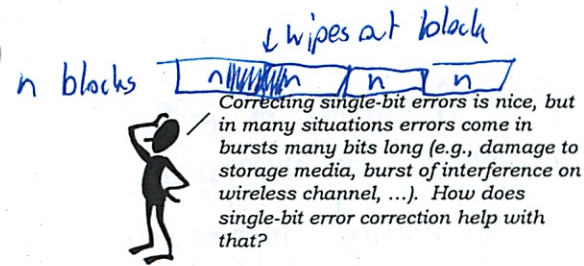 ↓ wipes out block
n blocks n n n n
Correcting single-bit errors is nice, but
in many situations errors come in
bursts many bits long (e.g., damage to
storage media, burst of interference on
wireless channel, ...). How does
single-bit error correction help with
that?